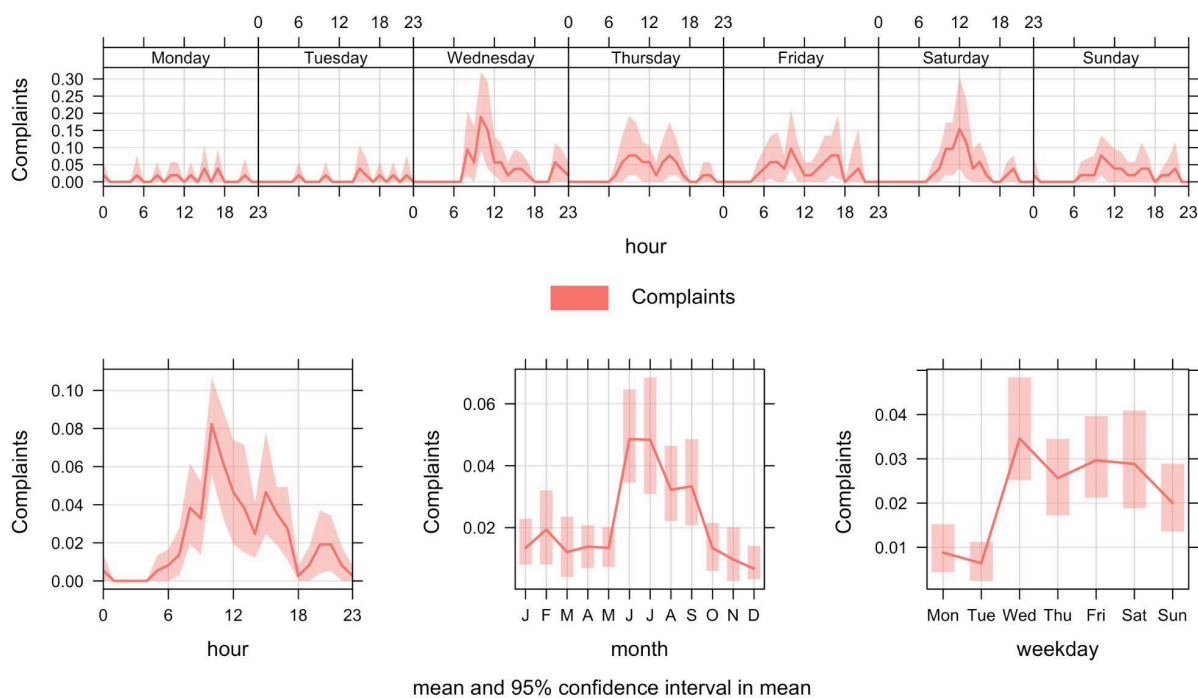 0 6 12 18 23 0 6 12 18 23 0 6 12 18 23
Monday Tuesday Wednesday Thursday Friday Saturday Sunday
Complaints
0.30
0.25
0.20
0.15
0.10
0.05
0.00
0 6 12 18 23 0 6 12 18 23 0 6 12 18 23 0 6 12 18 23
hour
Complaints
Complaints
0.10
0.08
0.06
0.04
0.02
0.00
0 6 12 18 23
hour
Complaints
0.06
0.04
0.02
J F M A M J J A S O N D
month
Complaints
0.04
0.03
0.02
0.01
Mon Tue Wed Thu Fri Sat Sun
weekday
mean and 95% confidence interval in mean